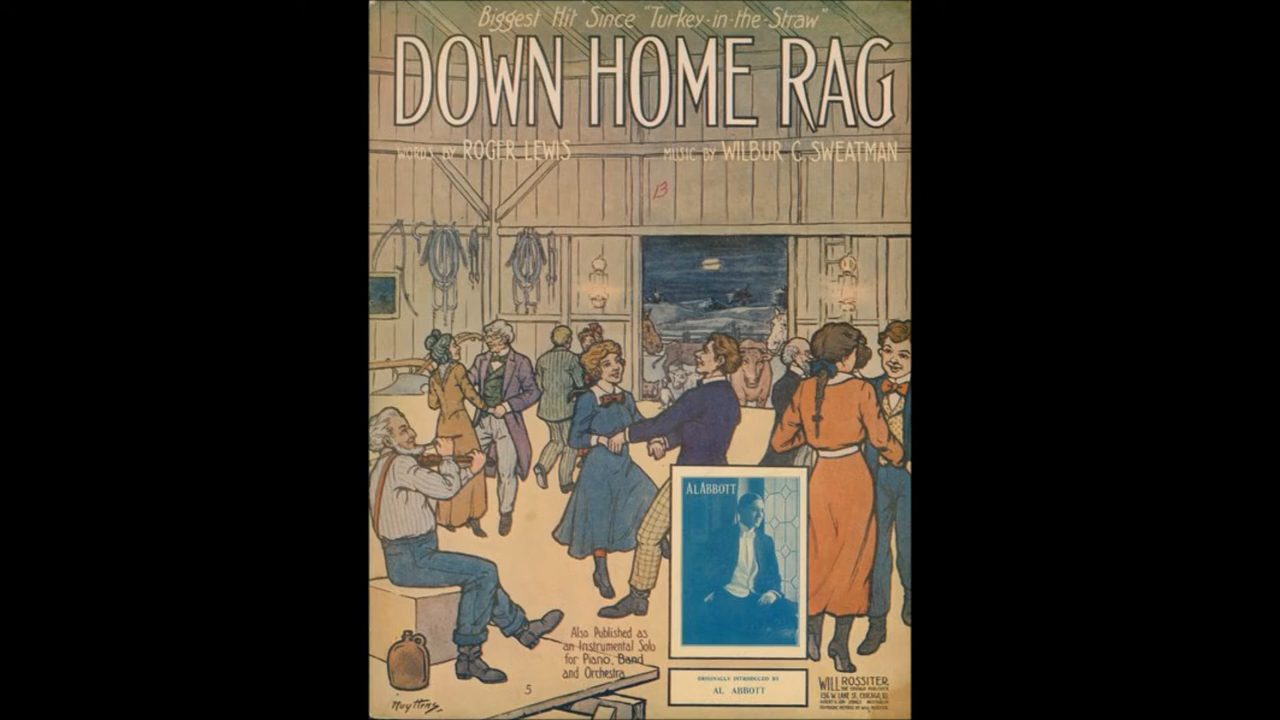 Biggest Hit Since "Turkey-in-the-Straw"
DOWN HOME RAG
WORDS BY ROGER LEWIS
MUSIC BY WILBUR C. SWEATMAN
B
AL ABBOTT
Also Published as
an Instrumental Solo
for Piano, Band
and Orchestra
5
ORIGINALLY INTRODUCED BY
AL ABBOTT
WILL ROSSITER
136 W. LAKE ST. CHICAGO, ILL.